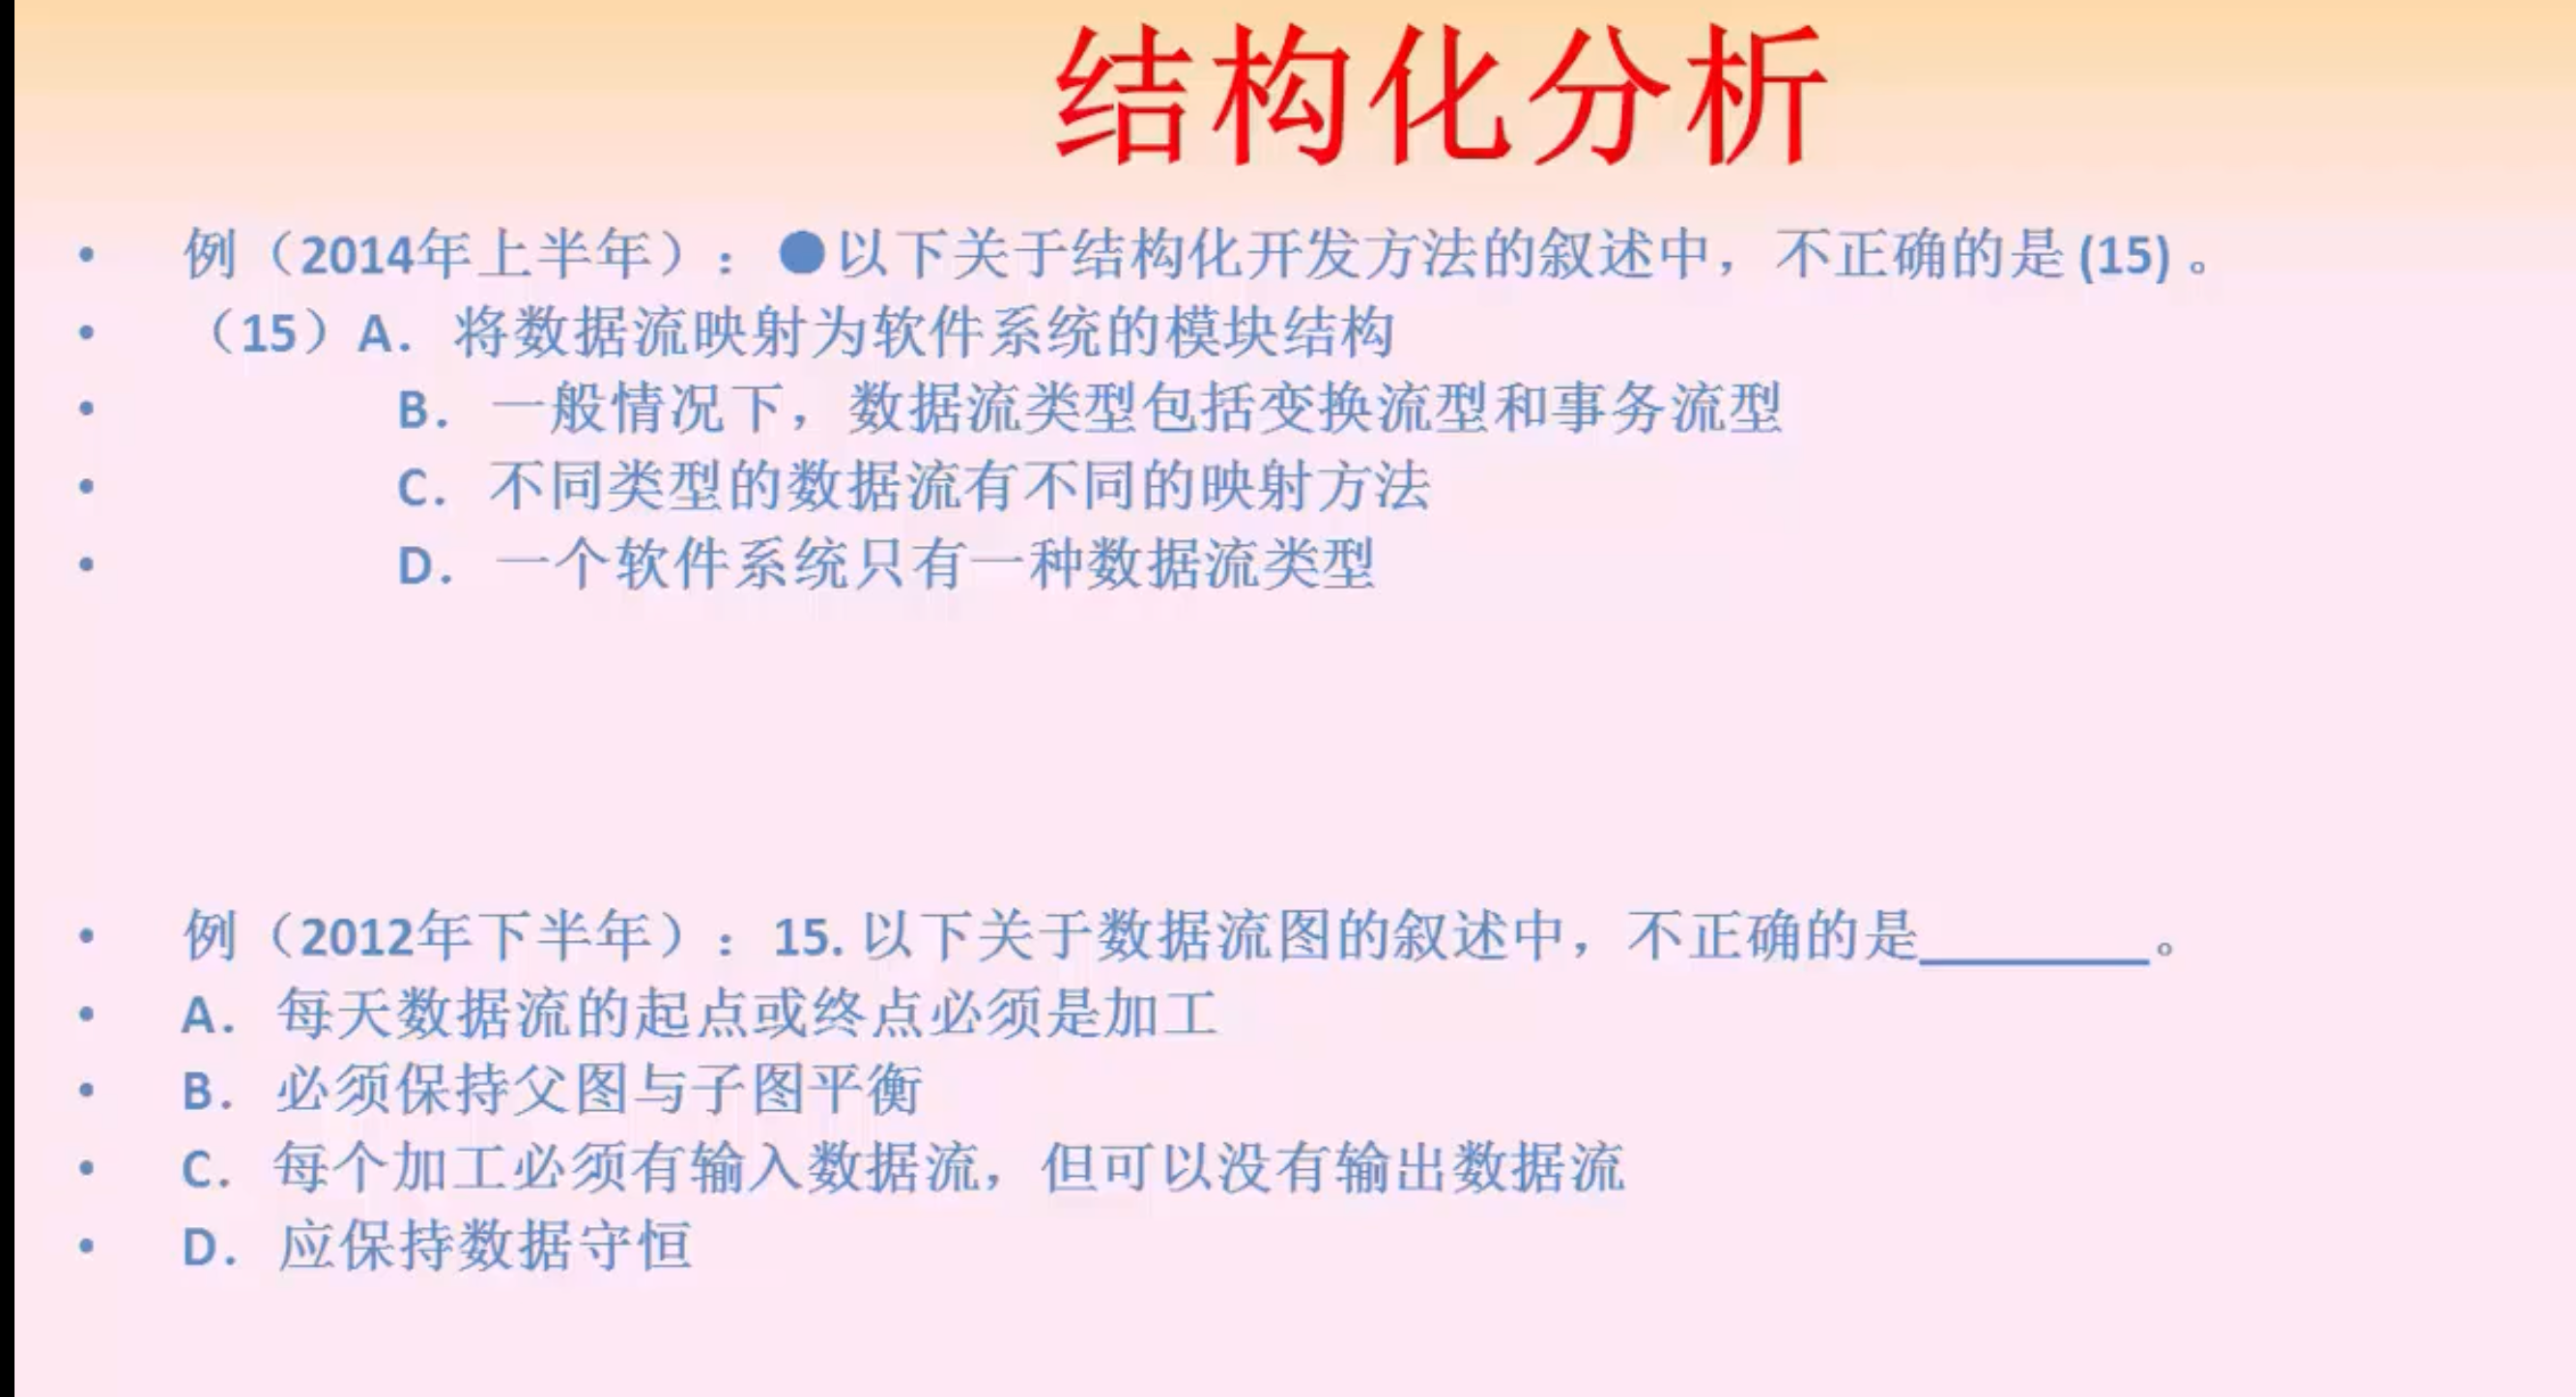 结构化分析
• 例（2014年上半年）：●以下关于结构化开发方法的叙述中，不正确的是 (15) 。
• （15）A. 将数据流映射为软件系统的模块结构
• B. 一般情况下，数据流类型包括变换流型和事务流型
• C. 不同类型的数据流有不同的映射方法
• D. 一个软件系统只有一种数据流类型
• 例（2012年下半年）：15. 以下关于数据流图的叙述中，不正确的是________。
• A. 每天数据流的起点或终点必须是加工
• B. 必须保持父图与子图平衡
• C. 每个加工必须有输入数据流，但可以没有输出数据流
• D. 应保持数据守恒